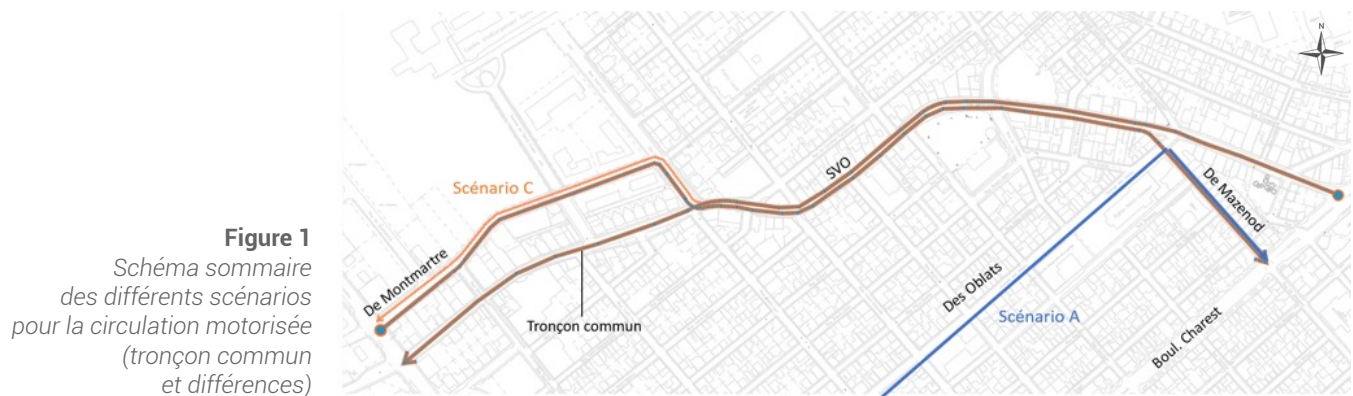 Figure 1
Schéma sommaire
des différents scénarios
pour la circulation motorisée
(tronçon commun
et différences)
N
Scénario C
De Montmartre
Tronçon commun
SVO
De Mazenod
Des Oblats
Scénario A
Boul. Charest